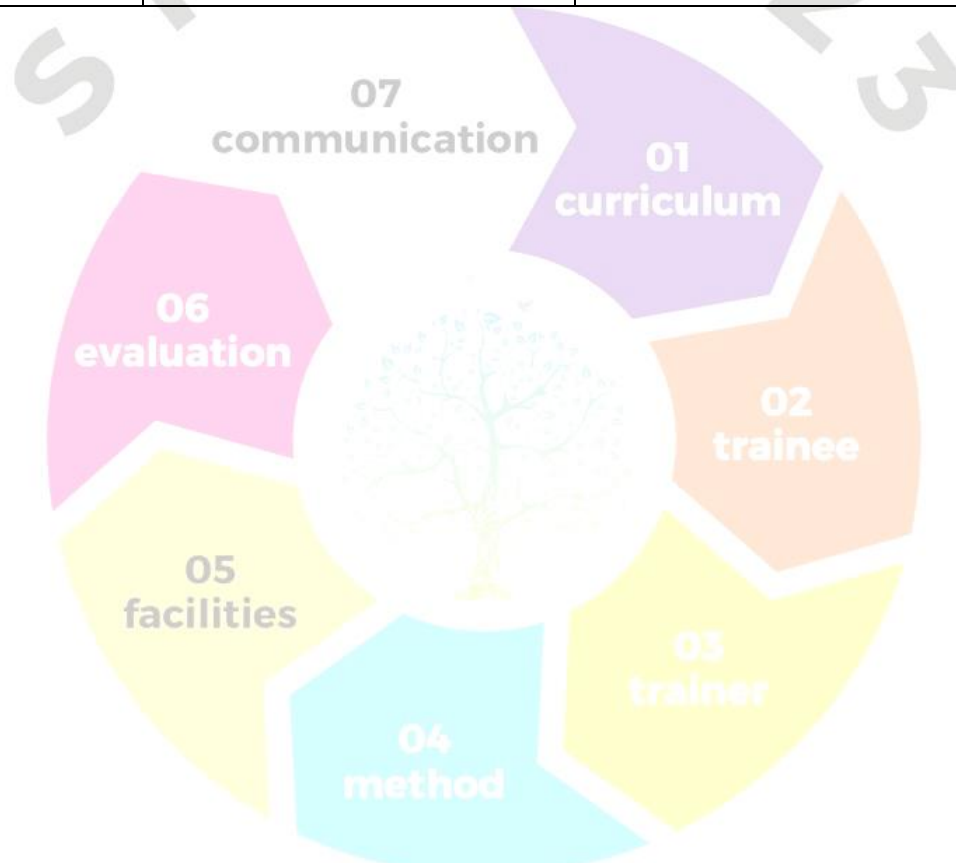 07
communication
01
curriculum
06
evaluation
02
trainee
05
facilities
03
trainer
04
method